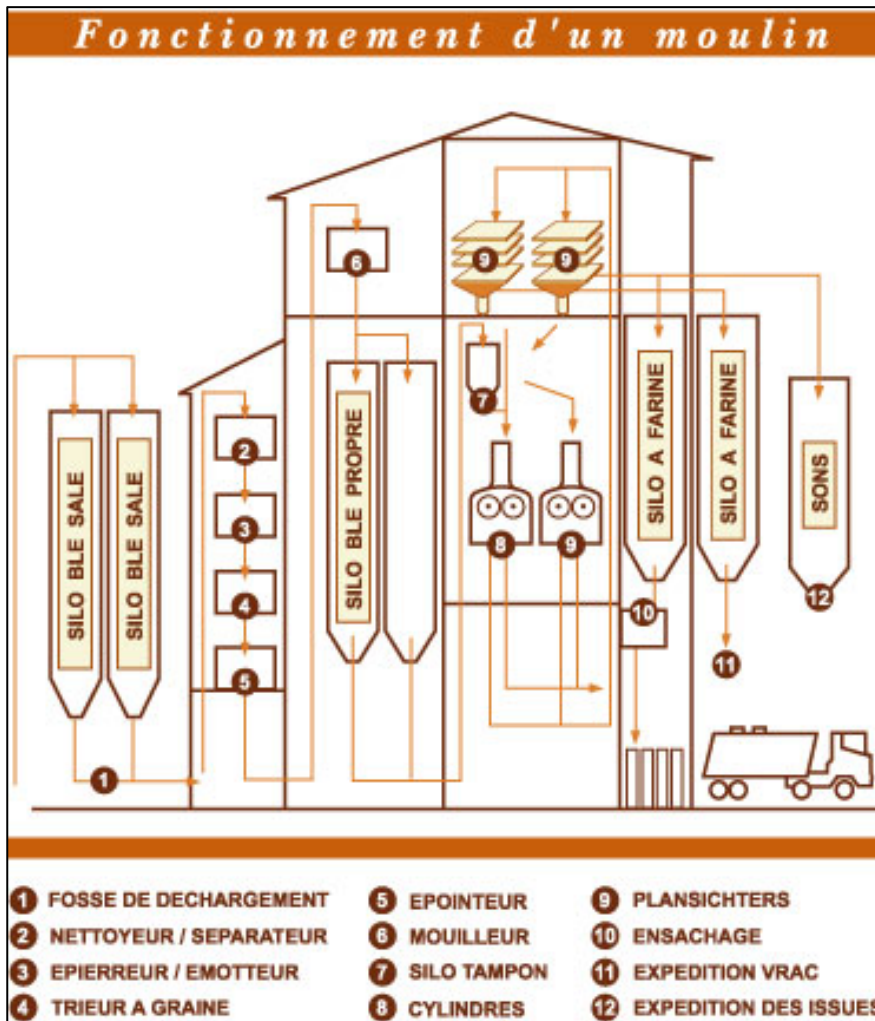 Fonctionnement d'un moulin
9 9
6
SILO BLE SALE
SILO BLE SALE
2
3
4
5
SILO BLE PROPRE
7
8
9
SILO A FARINE
SILO A FARINE
SONS
10
11
12
1
1 FOSSE DE DECHARGEMENT
2 NETTOYEUR / SEPARATEUR
3 EPIERREUR / EMOTTEUR
4 TRIEUR A GRAINE
5 EPOINTEUR
6 MOUILLEUR
7 SILO TAMPON
8 CYLINDRES
9 PLANSICHTERS
10 ENSACHAGE
11 EXPEDITION VRAC
12 EXPEDITION DES ISSUES